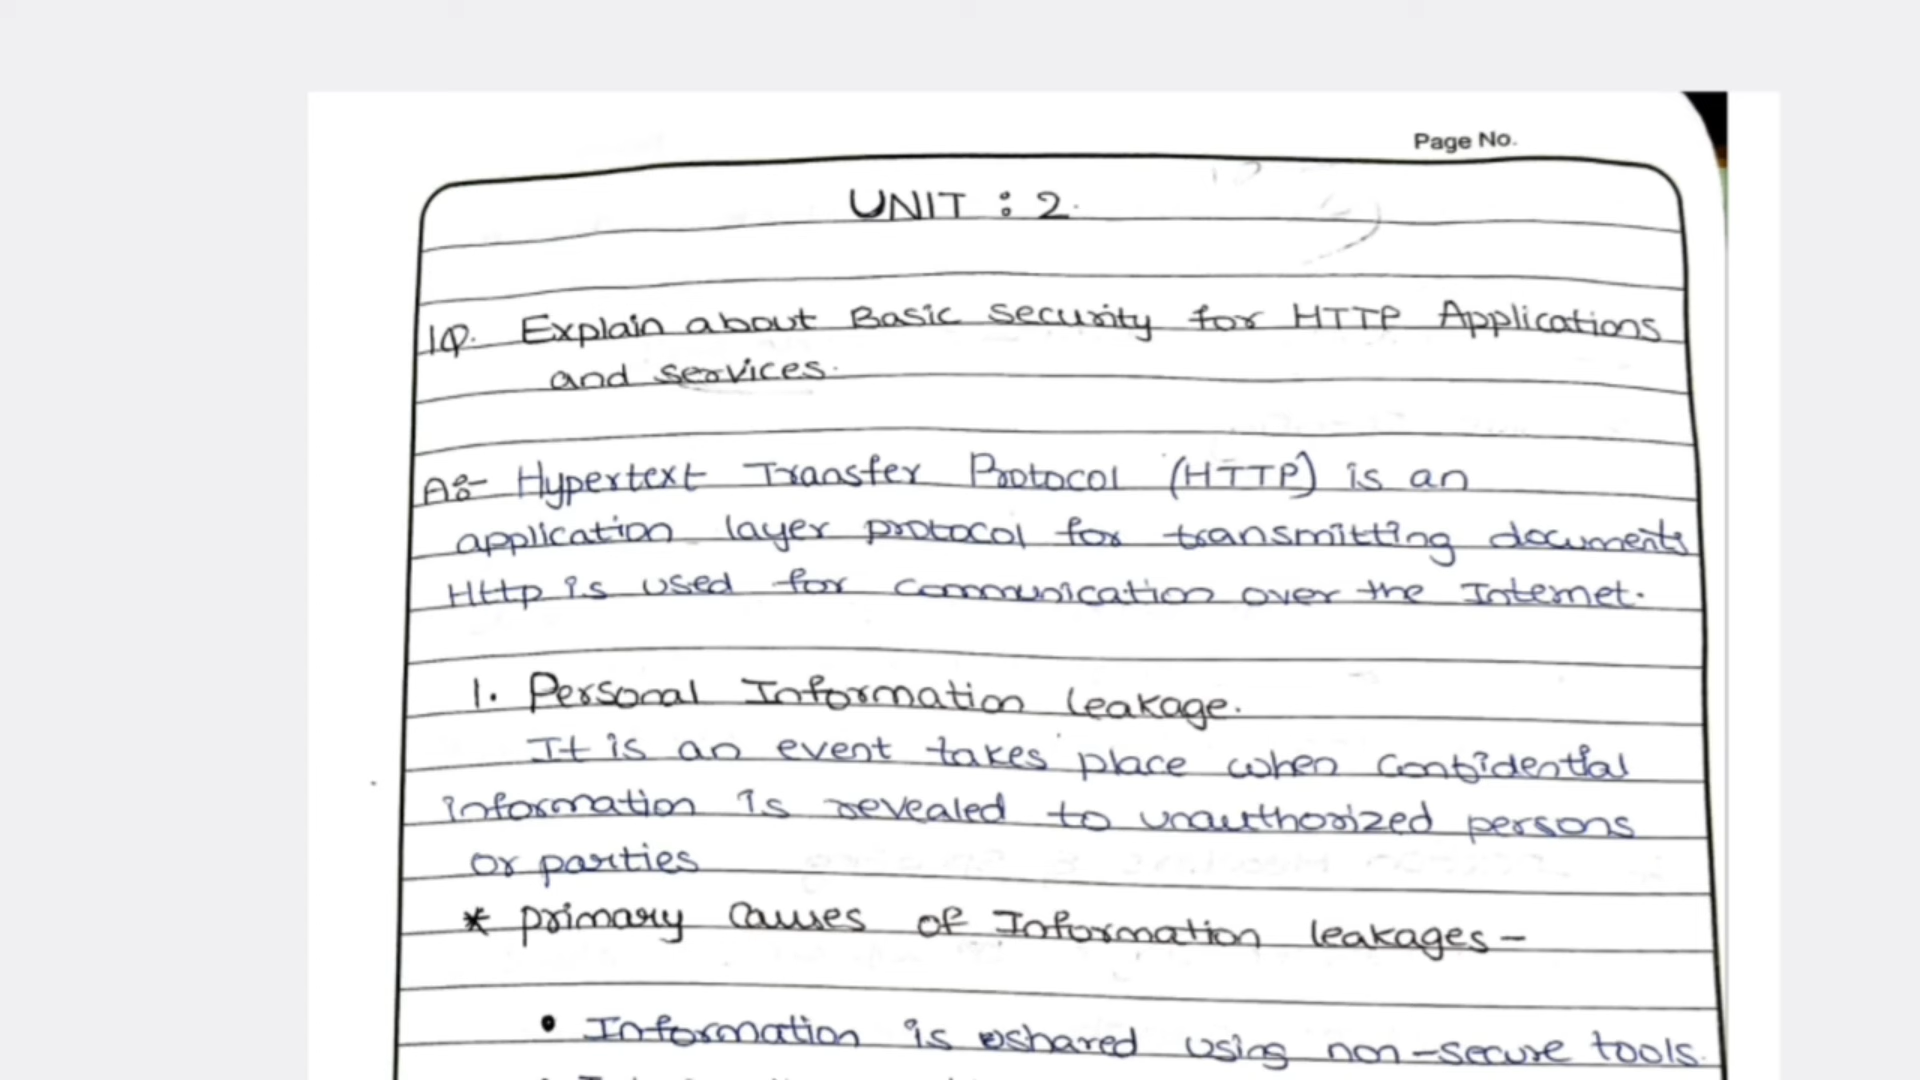 Page No.
UNIT : 2.
1Q. Explain about Basic Security for HTTP Applications
and services.
A:- Hypertext Transfer Protocol (HTTP) is an
application layer protocol for transmitting documents
Http is used for communication over the Internet.
1. Personal Information leakage.
It is an event takes place when confidential
information is revealed to unauthorized persons
or parties
* primary causes of Information leakages -
• Information is shared using non-secure tools.